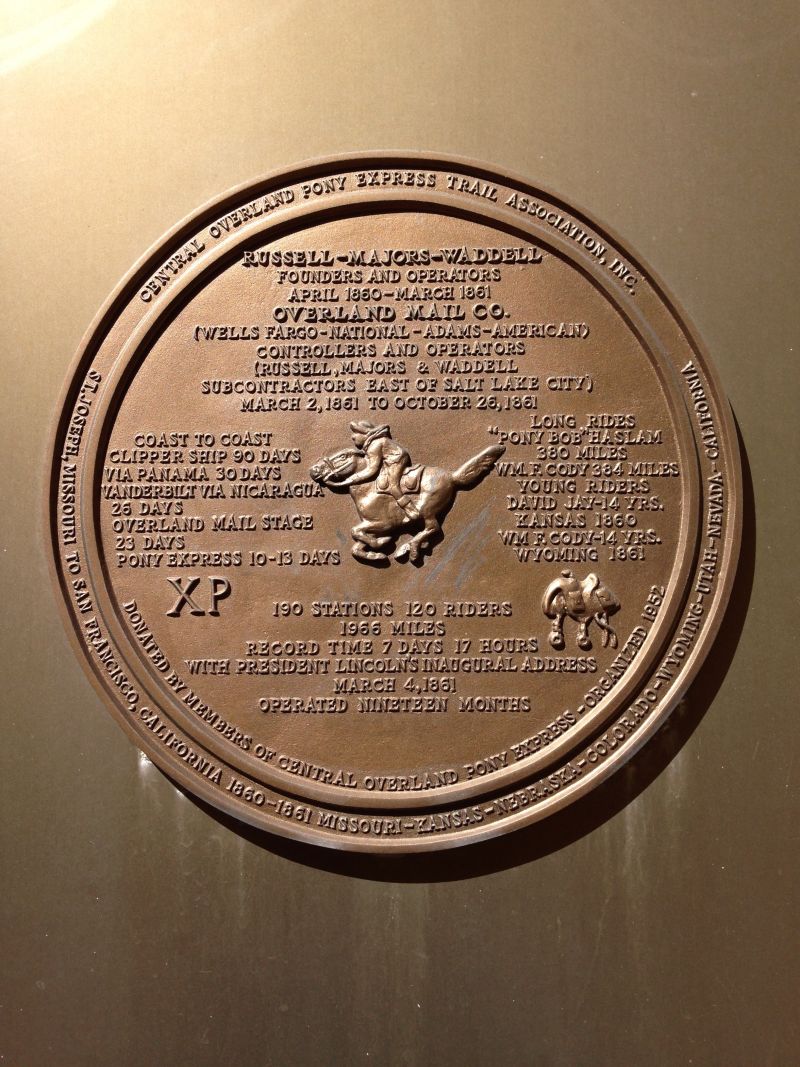 CENTRAL OVERLAND PONY EXPRESS TRAIL ASSOCIATION, INC.
RUSSELL-MAJORS-WADDELL
FOUNDERS AND OPERATORS
APRIL 1860-MARCH 1861
OVERLAND MAIL CO.
(WELLS FARGO-NATIONAL-ADAMS-AMERICAN)
CONTROLLERS AND OPERATORS
(RUSSELL, MAJORS & WADDELL
SUBCONTRACTORS EAST OF SALT LAKE CITY)
MARCH 2, 1861 TO OCTOBER 26, 1861
COAST TO COAST
CLIPPER SHIP 90 DAYS
VIA PANAMA 30 DAYS
VANDERBILT VIA NICARAGUA
26 DAYS
OVERLAND MAIL STAGE
23 DAYS
PONY EXPRESS 10-13 DAYS
LONG RIDES
"PONY BOB" HASLAM
380 MILES
WM. F. CODY 384 MILES
YOUNG RIDERS
DAVID JAY-14 YRS.
KANSAS 1860
WM F. CODY-14 YRS.
WYOMING 1861
XP
190 STATIONS 120 RIDERS
1966 MILES
RECORD TIME 7 DAYS 17 HOURS
WITH PRESIDENT LINCOLN'S INAUGURAL ADDRESS
MARCH 4, 1861
OPERATED NINETEEN MONTHS
DONATED BY MEMBERS OF CENTRAL OVERLAND PONY EXPRESS - ORGANIZED 1962
ST. JOSEPH, MISSOURI TO SAN FRANCISCO, CALIFORNIA 1860-1861 MISSOURI-KANSAS-NEBRASKA-COLORADO-WYOMING-UTAH-NEVADA-CALIFORNIA